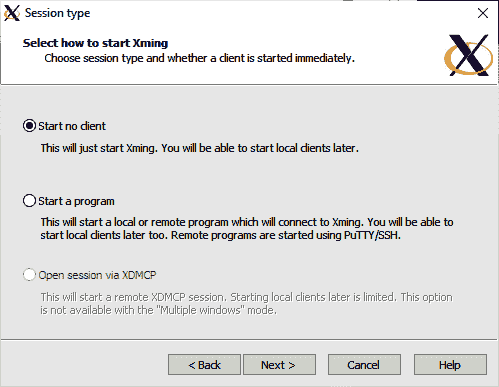 Session type
Select how to start Xming
Choose session type and whether a client is started immediately.
Start no client
This will just start Xming. You will be able to start local clients later.
Start a program
This will start a local or remote program which will connect to Xming. You will be able to
start local clients later too. Remote programs are started using PuTTY/SSH.
Open session via XDMCP
This will start a remote XDMCP session. Starting local clients later is limited. This option
is not available with the "Multiple windows" mode.
< Back
Next >
Cancel
Help